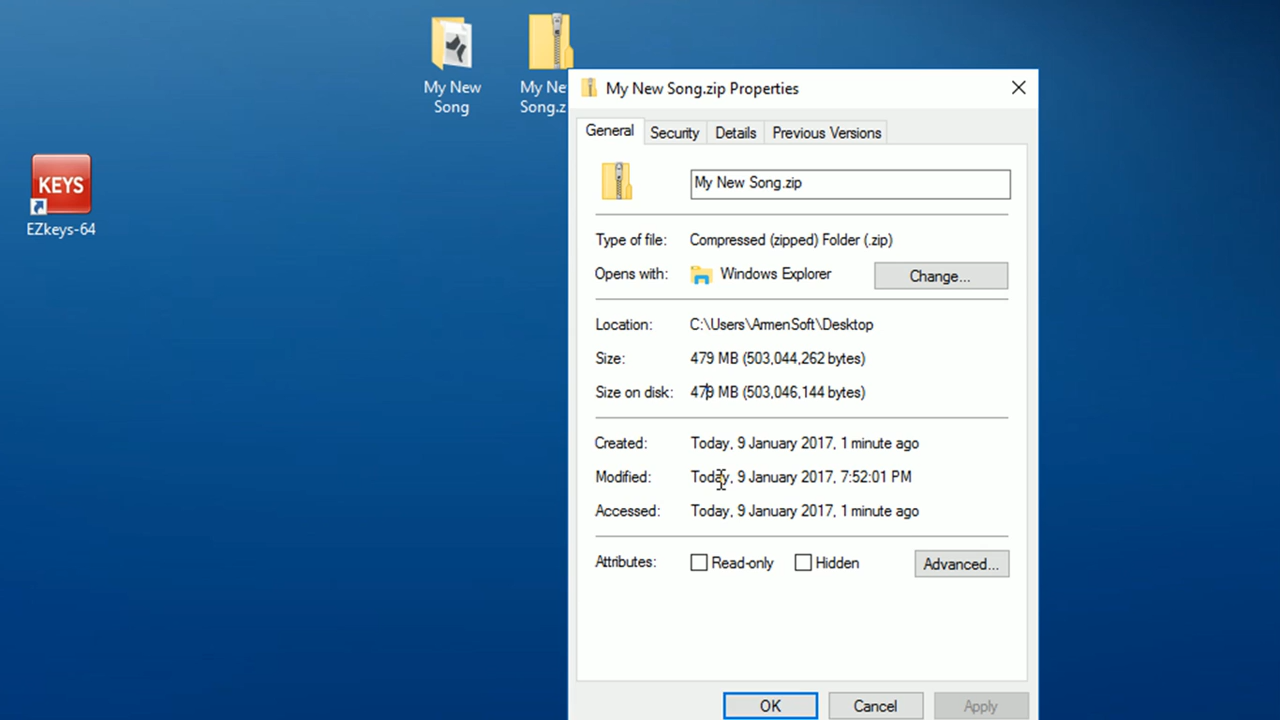 My New
Song
My Ne
Song.z
KEYS
EZkeys-64
My New Song.zip Properties
General Security Details Previous Versions
My New Song.zip
Type of file: Compressed (zipped) Folder (.zip)
Opens with: Windows Explorer Change...
Location: C:\Users\ArmenSoft\Desktop
Size: 479 MB (503,044,262 bytes)
Size on disk: 479 MB (503,046,144 bytes)
Created: Today, 9 January 2017, 1 minute ago
Modified: Today, 9 January 2017, 7:52:01 PM
Accessed: Today, 9 January 2017, 1 minute ago
Attributes: Read-only Hidden Advanced...
OK Cancel Apply